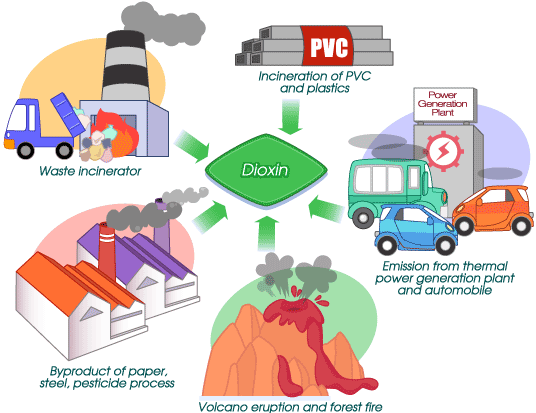 PVC
Incineration of PVC
and plastics
Power
Generation
Plant
Waste incinerator
Dioxin
Emission from thermal
power generation plant
and automobile
Byproduct of paper,
steel, pesticide process
Volcano eruption and forest fire